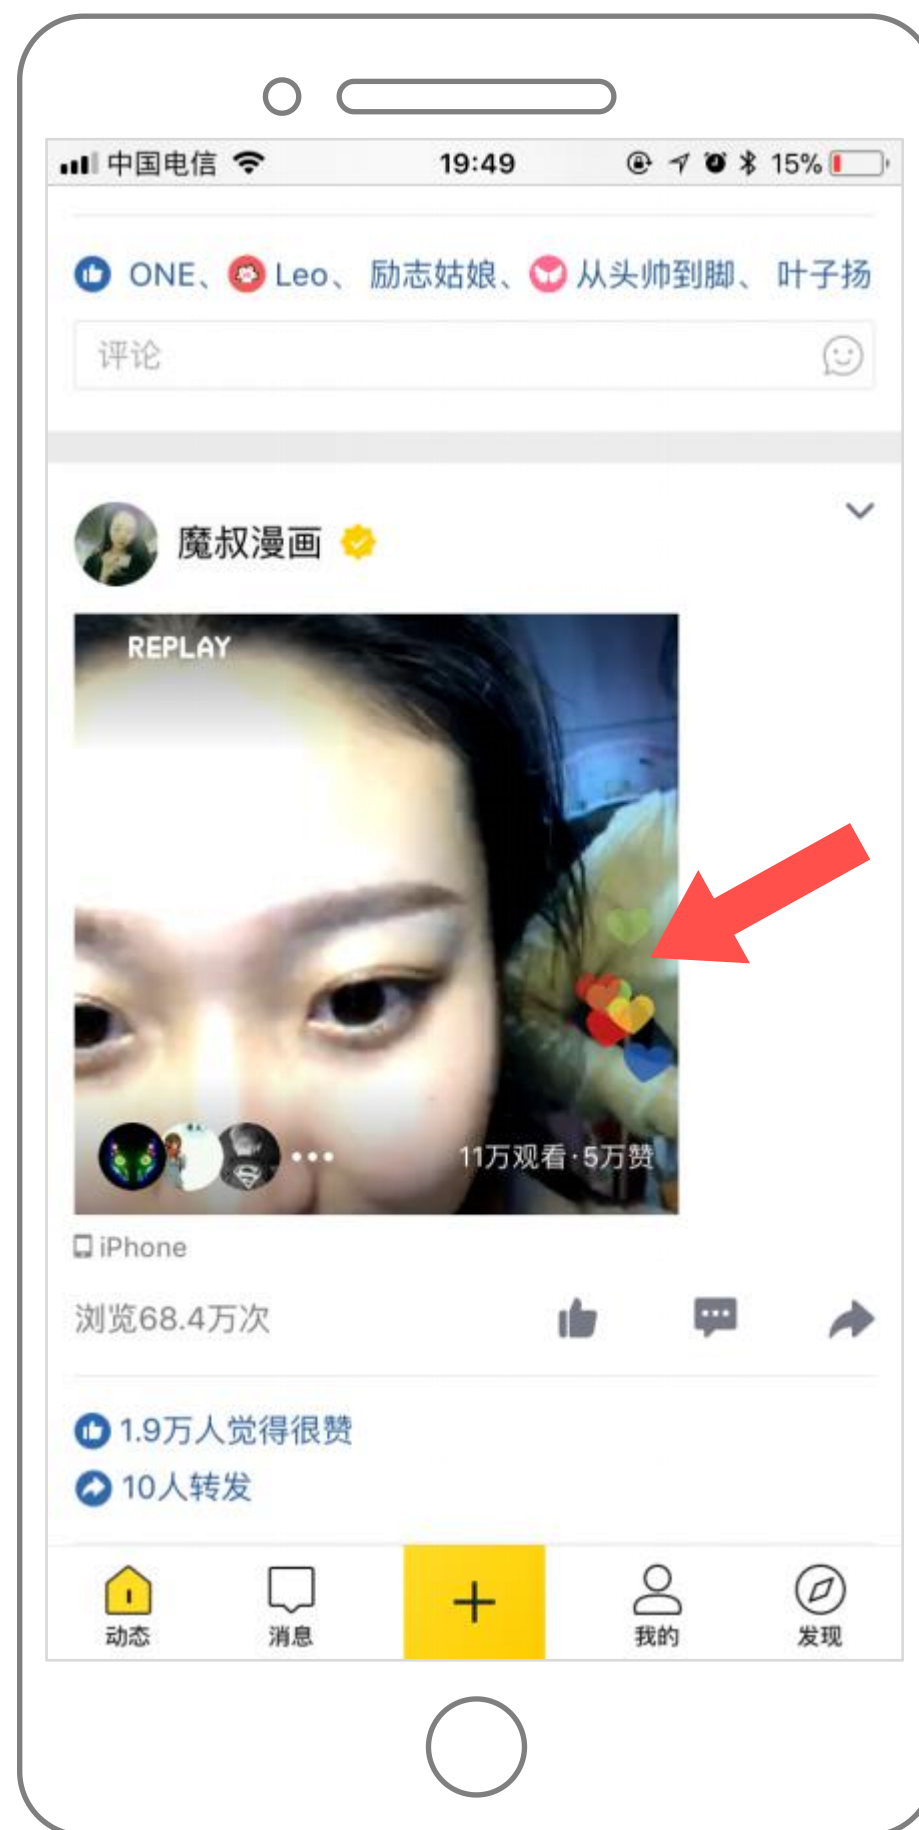 中国电信 19:49 15%
ONE、 Leo、 励志姑娘、 从头帅到脚、 叶子扬
评论
魔叔漫画
REPLAY
11万观看·5万赞
iPhone
浏览68.4万次
1.9万人觉得很赞
10人转发
动态 消息 我的 发现